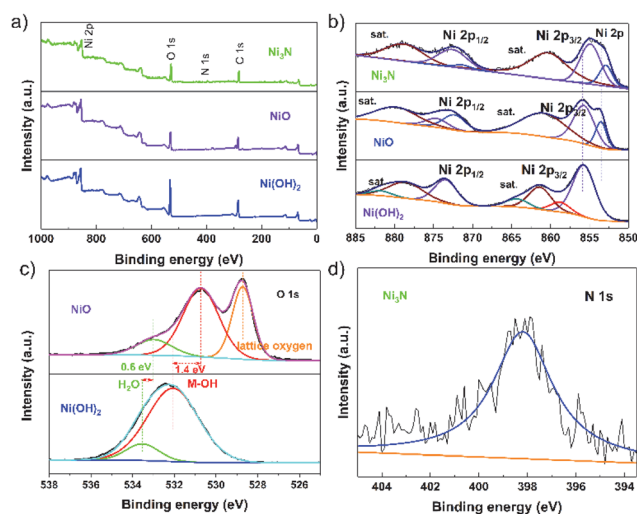 a)
Ni 2p
O 1s
N 1s
C 1s
Ni3N
NiO
Ni(OH)2
Intensity (a.u.)
1000 800 600 400 200 0
Binding energy (eV)
b)
sat.
Ni 2p1/2
sat.
Ni 2p3/2
Ni 2p
Ni3N
sat.
Ni 2p1/2
sat.
Ni 2p3/2
NiO
sat.
Ni 2p1/2
sat.
Ni 2p3/2
Ni(OH)2
Intensity (a.u.)
885 880 875 870 865 860 855 850
Binding energy (eV)
c)
O 1s
NiO
lattice oxygen
0.6 eV
1.4 eV
H2O
M-OH
Ni(OH)2
Intensity (a.u.)
538 536 534 532 530 528 526
Binding energy (eV)
d)
Ni3N
N 1s
Intensity (a.u.)
404 402 400 398 396 394
Binding energy (eV)